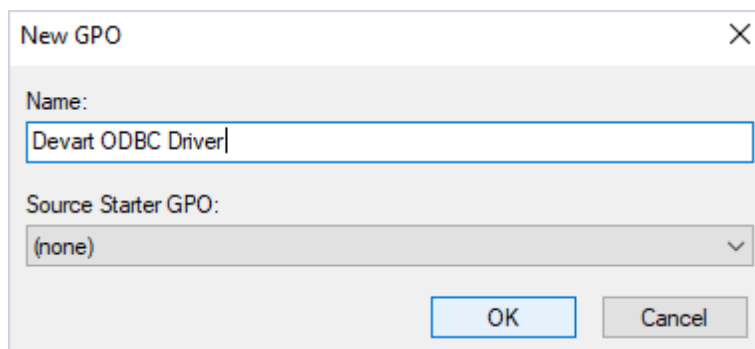 New GPO
Name:
Devart ODBC Driver
Source Starter GPO:
(none)
OK Cancel